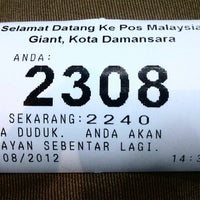 Selamat Datang Ke Pos Malaysia
Giant, Kota Damansara
ANDA:
2308
SEKARANG: 2240
A DUDUK. ANDA AKAN
AYAN SEBENTAR LAGI.
08/2012 14:3